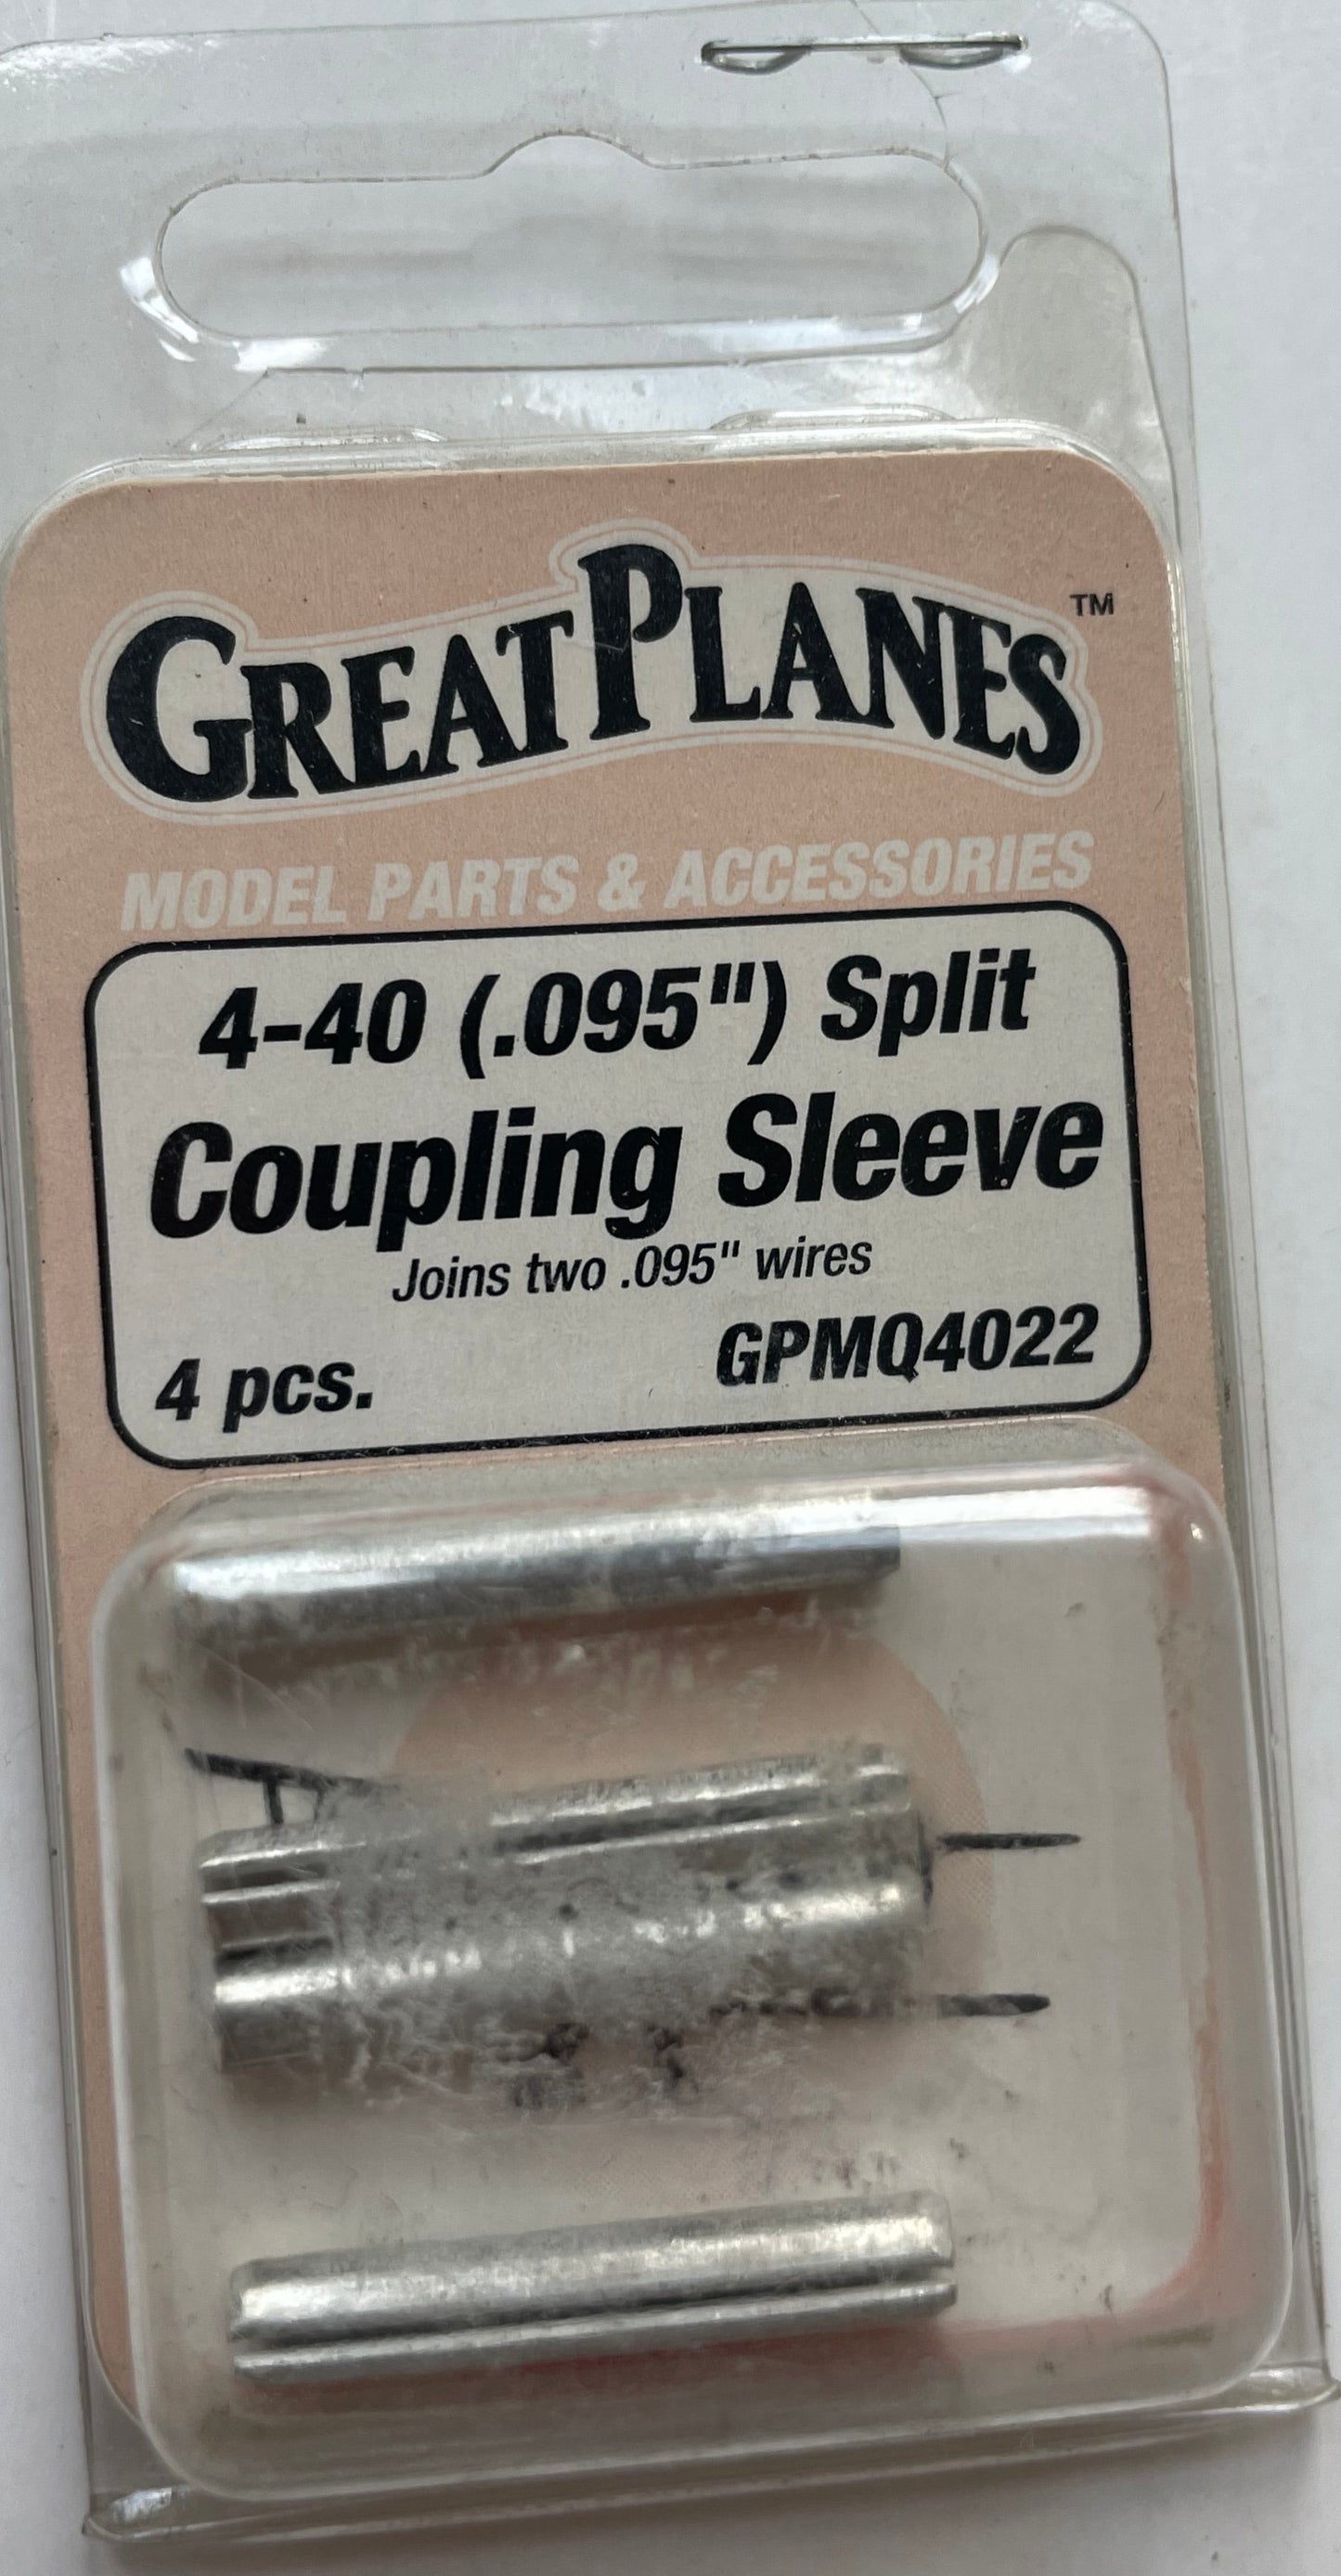 GREAT PLANES™
MODEL PARTS & ACCESSORIES
4-40 (.095") Split
Coupling Sleeve
Joins two .095" wires
4 pcs.
GPMQ4022